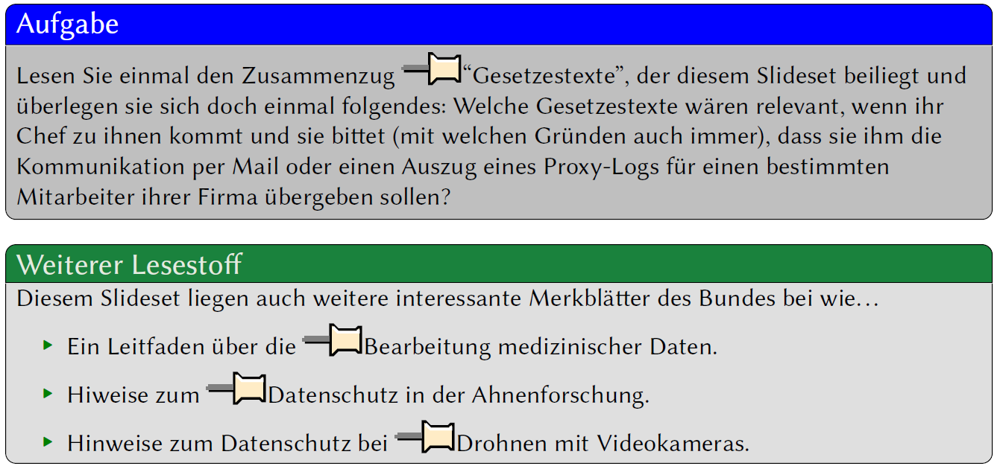 Aufgabe
Lesen Sie einmal den Zusammenzug “Gesetzestexte”, der diesem Slideset beiliegt und
überlegen sie sich doch einmal folgendes: Welche Gesetzestexte wären relevant, wenn ihr
Chef zu ihnen kommt und sie bittet (mit welchen Gründen auch immer), dass sie ihm die
Kommunikation per Mail oder einen Auszug eines Proxy-Logs für einen bestimmten
Mitarbeiter ihrer Firma übergeben sollen?
Weiterer Lesestoff
Diesem Slideset liegen auch weitere interessante Merkblätter des Bundes bei wie…
Ein Leitfaden über die Bearbeitung medizinischer Daten.
Hiweise zum Datenschutz in der Ahnenforschung.
Hinweise zum Datenschutz bei Drohnen mit Videokameras.